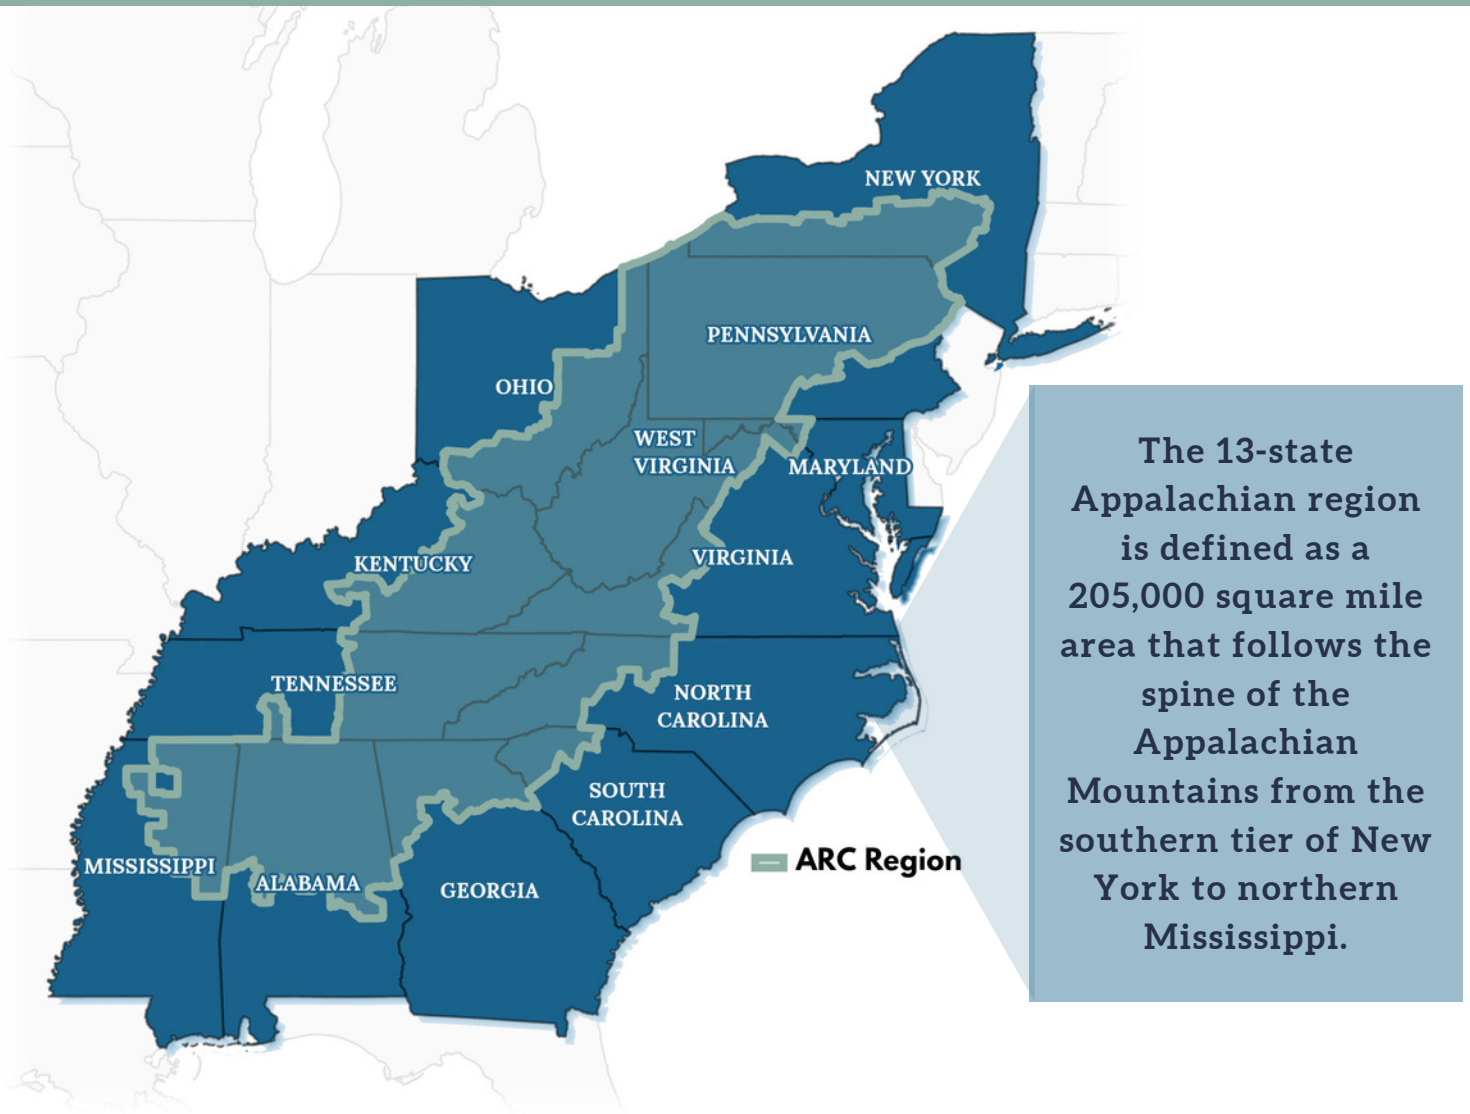 NEW YORK
PENNSYLVANIA
OHIO
WEST
VIRGINIA
MARYLAND
KENTUCKY
VIRGINIA
TENNESSEE
NORTH
CAROLINA
SOUTH
CAROLINA
MISSISSIPPI
ALABAMA
GEORGIA
ARC Region
The 13-state
Appalachian region
is defined as a
205,000 square mile
area that follows the
spine of the
Appalachian
Mountains from the
southern tier of New
York to northern
Mississippi.